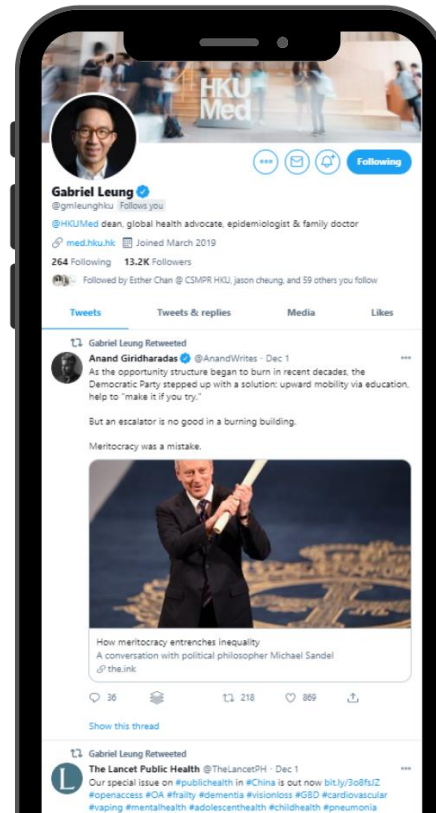 HKU
Med
Following
Gabriel Leung
@gmleunghku Follows you
@HKUMed dean, global health advocate, epidemiologist & family doctor
med.hku.hk Joined March 2019
264 Following 13.2K Followers
Followed by Esther Chan @ CSMPR HKU, jason cheung, and 59 others you follow
Tweets Tweets & replies Media Likes
Gabriel Leung Retweeted
Anand Giridharadas @AnandWrites · Dec 1
As the opportunity structure began to burn in recent decades, the
Democratic Party stepped up with a solution: upward mobility via education,
help to "make it if you try."
But an escalator is no good in a burning building.
Meritocracy was a mistake.
How meritocracy entrenches inequality
A conversation with political philosopher Michael Sandel
the.ink
36 218 869
Show this thread
Gabriel Leung Retweeted
L
The Lancet Public Health @TheLancetPH · Dec 1
Our special issue on #publichealth in #China is out now bit.ly/3o8fsJZ
#openaccess #OA #frailty #dementia #visionloss #GBD #cardiovascular
#vaping #mentalhealth #adolescenthealth #childhealth #pneumonia